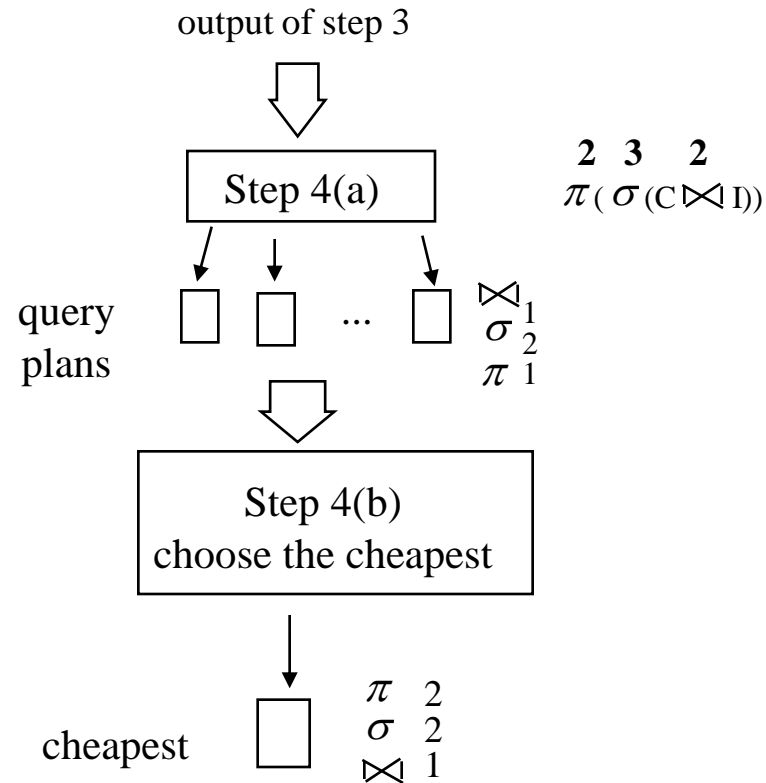 output of step 3
2 3 2
π( σ (C ⋈ I))
Step 4(a)
query
plans
...
⋈ 1
σ 2
π 1
Step 4(b)
choose the cheapest
cheapest
π 2
σ 2
⋈ 1